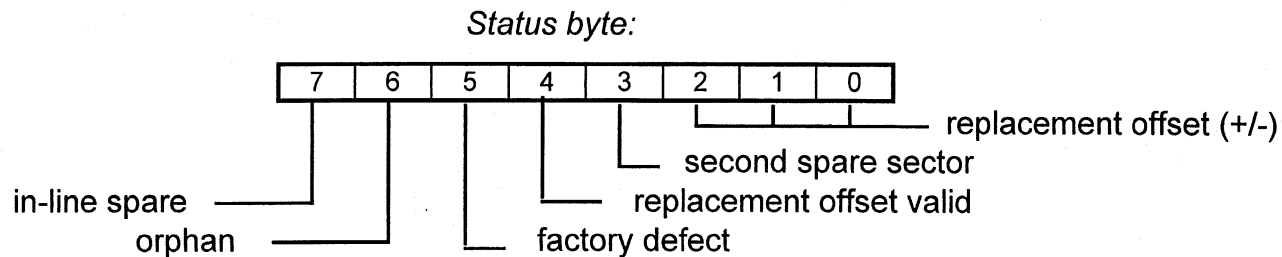 Status byte:
7 6 5 4 3 2 1 0
replacement offset (+/-)
second spare sector
in-line spare replacement offset valid
orphan factory defect